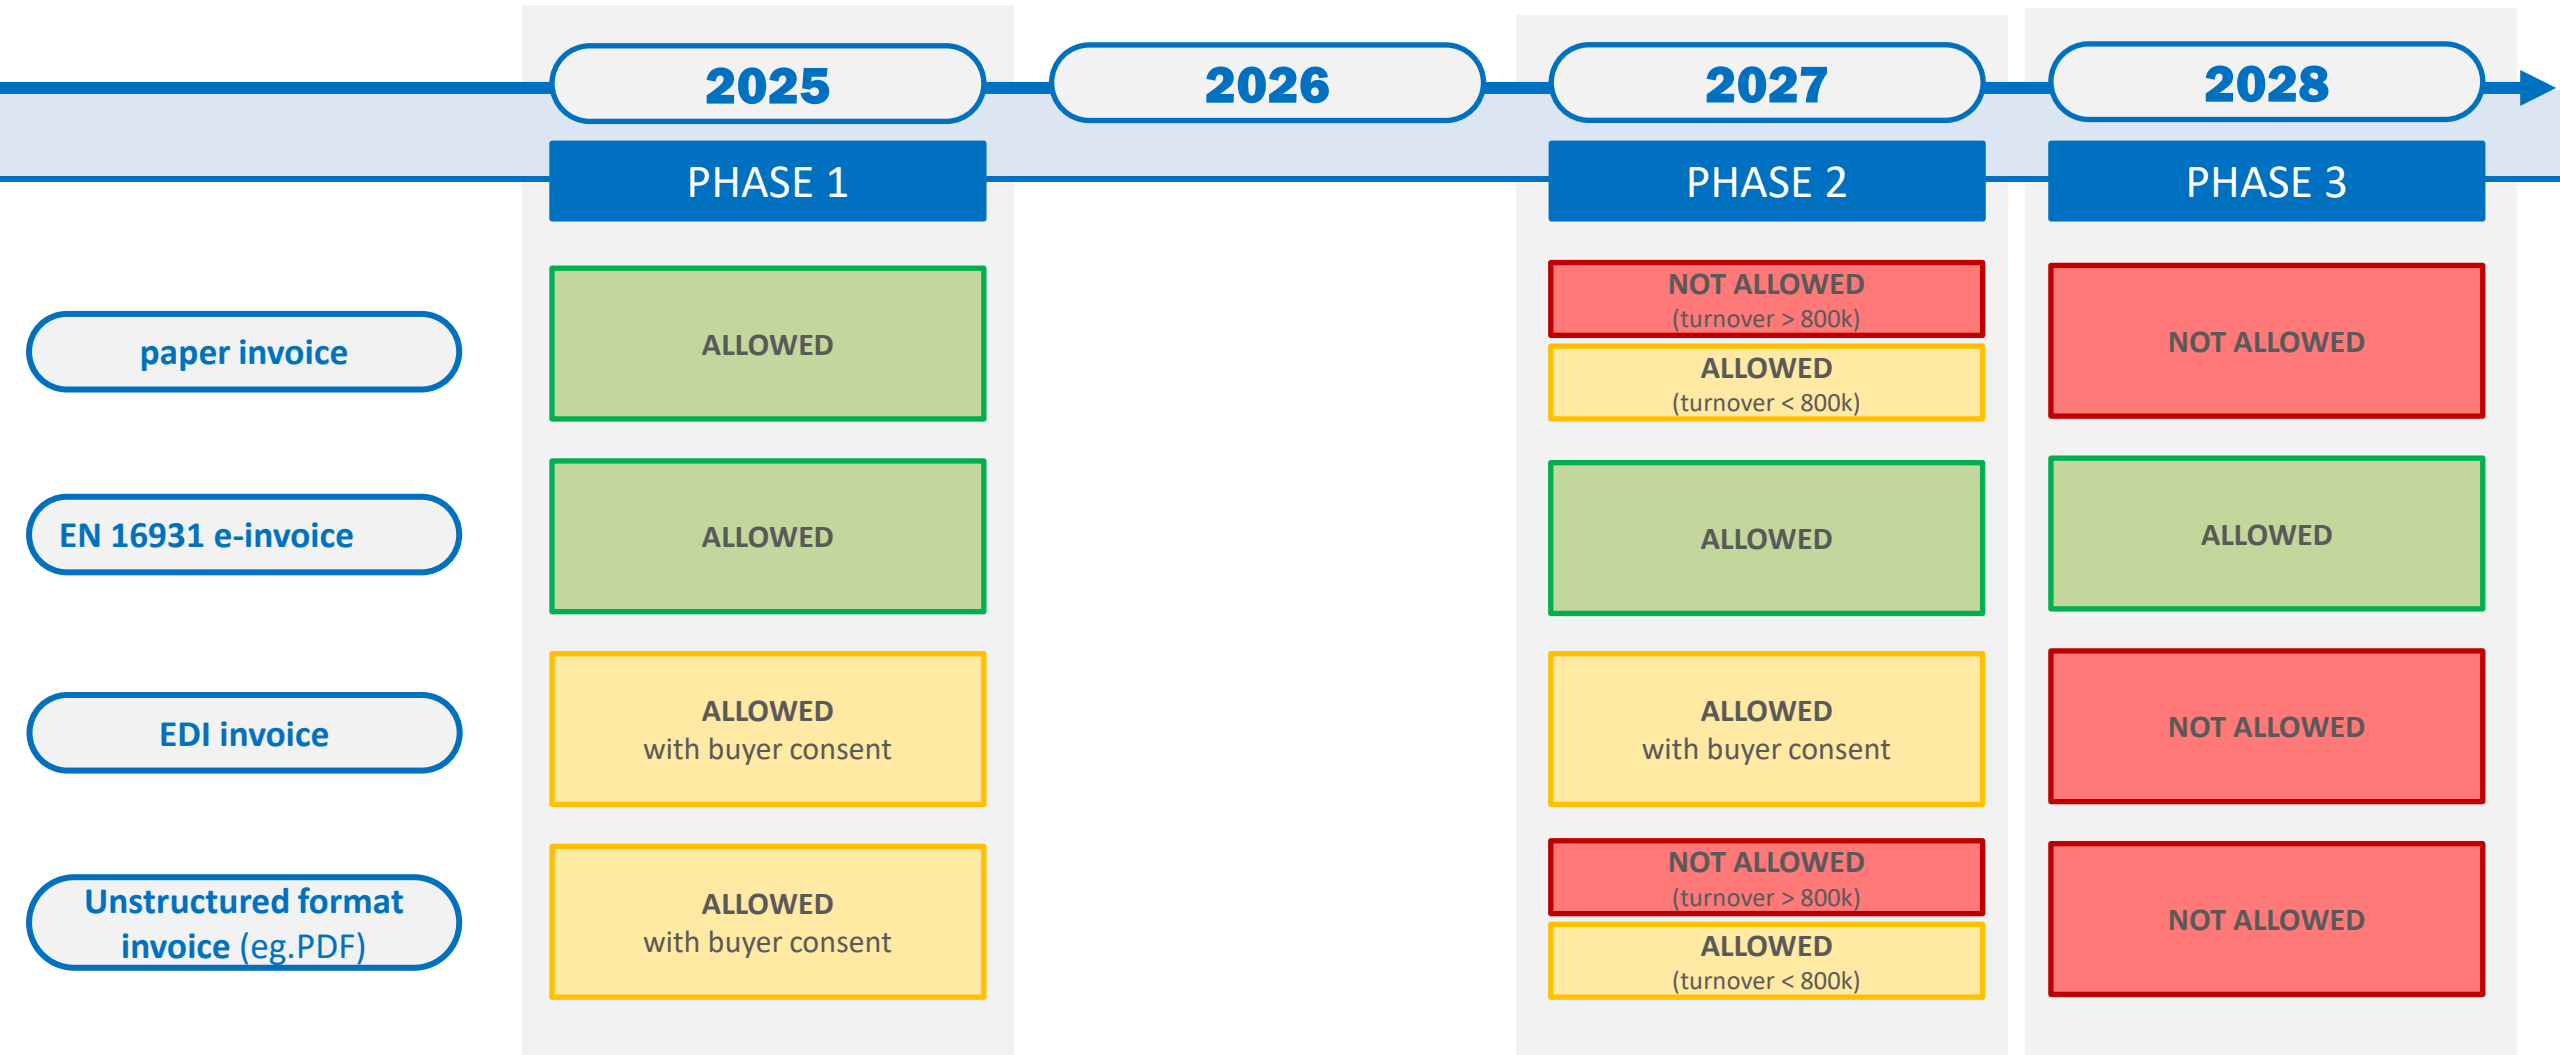 2025
2026
2027
2028
PHASE 1
PHASE 2
PHASE 3
paper invoice
ALLOWED
NOT ALLOWED
(turnover > 800k)
ALLOWED
(turnover < 800k)
NOT ALLOWED
EN 16931 e-invoice
ALLOWED
ALLOWED
ALLOWED
EDI invoice
ALLOWED
with buyer consent
ALLOWED
with buyer consent
NOT ALLOWED
Unstructured format
invoice (eg.PDF)
ALLOWED
with buyer consent
NOT ALLOWED
(turnover > 800k)
ALLOWED
(turnover < 800k)
NOT ALLOWED